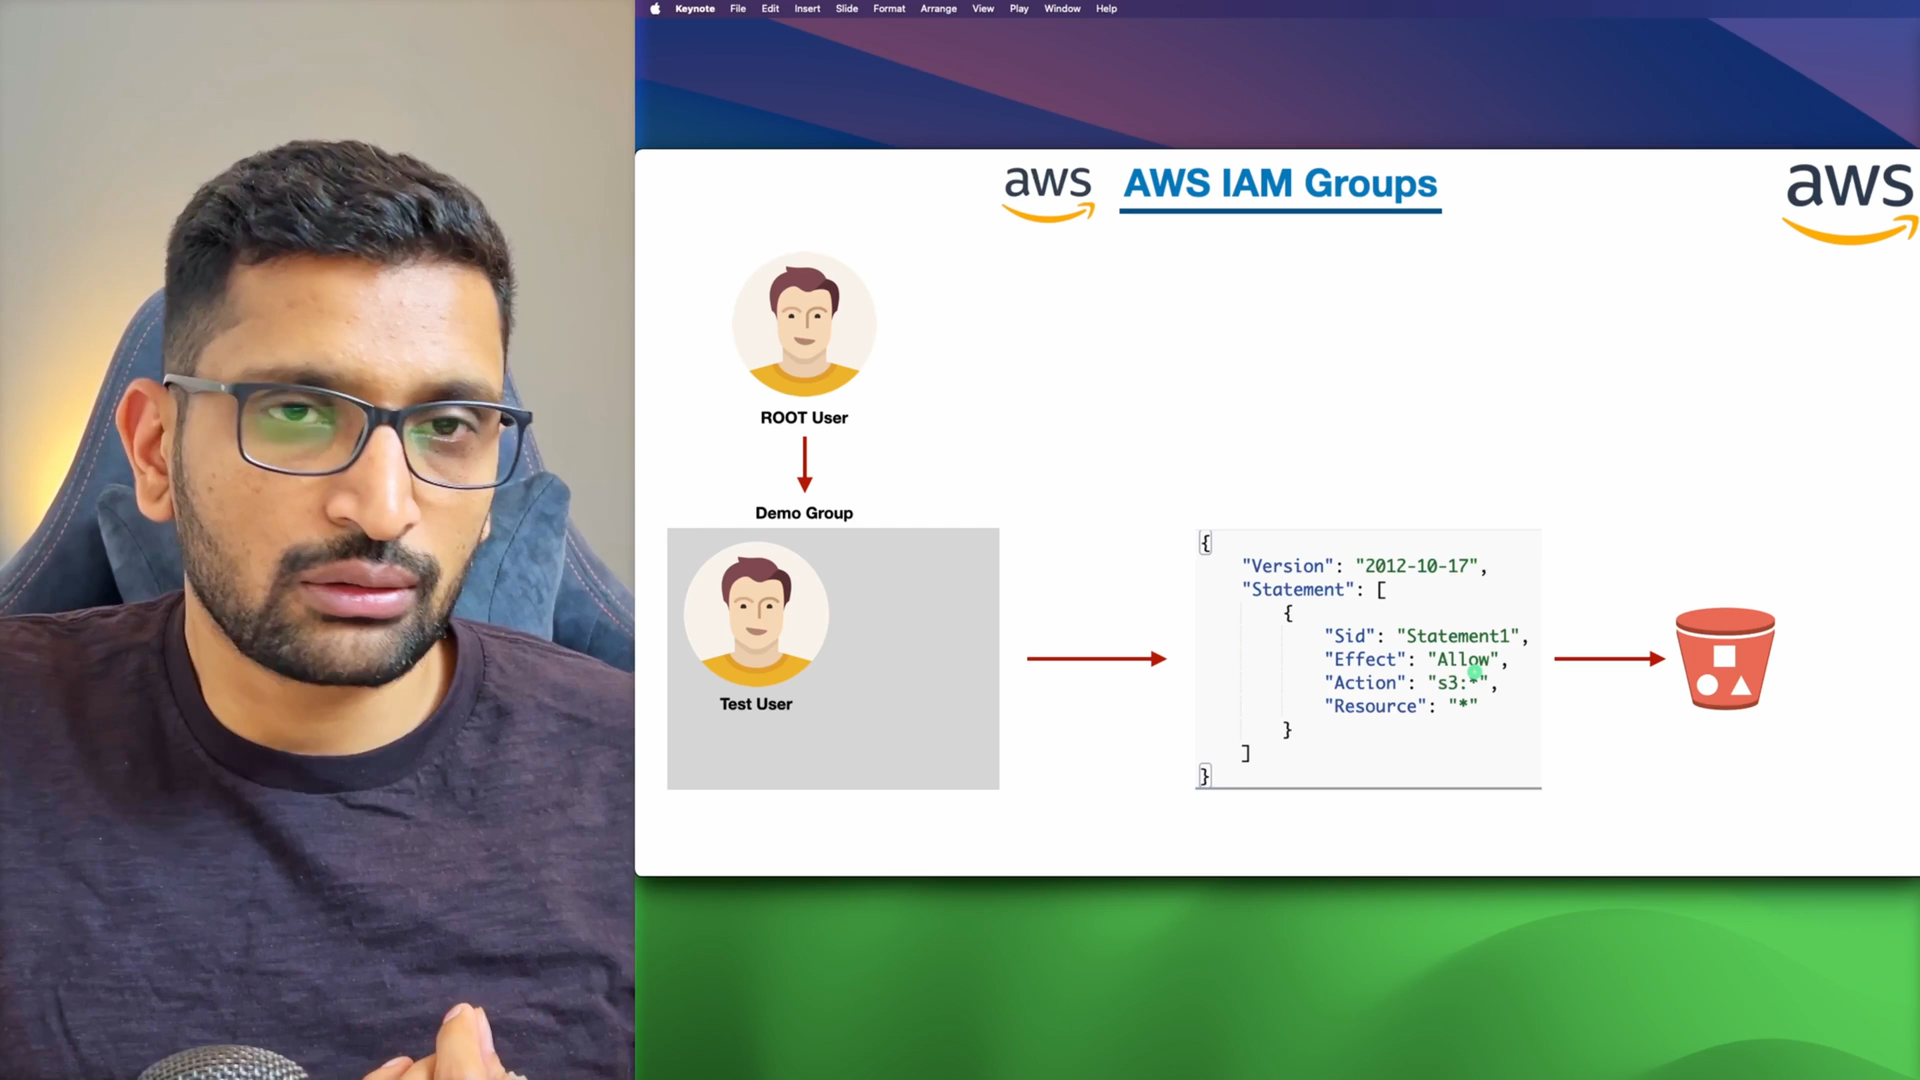 Keynote File Edit Insert Slide Format Arrange View Play Window Help
aws AWS IAM Groups aws
ROOT User
Demo Group
Test User
{
"Version": "2012-10-17",
"Statement": [
{
"Sid": "Statement1",
"Effect": "Allow",
"Action": "s3:*",
"Resource": "*"
}
]
}